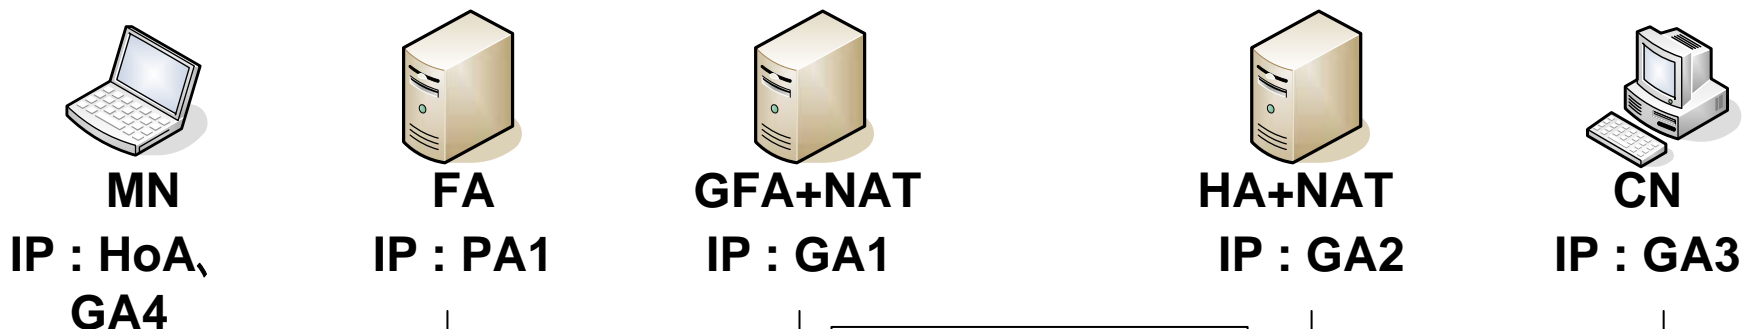 MN FA GFA+NAT HA+NAT CN
IP : HoA、 IP : PA1 IP : GA1 IP : GA2 IP : GA3
GA4